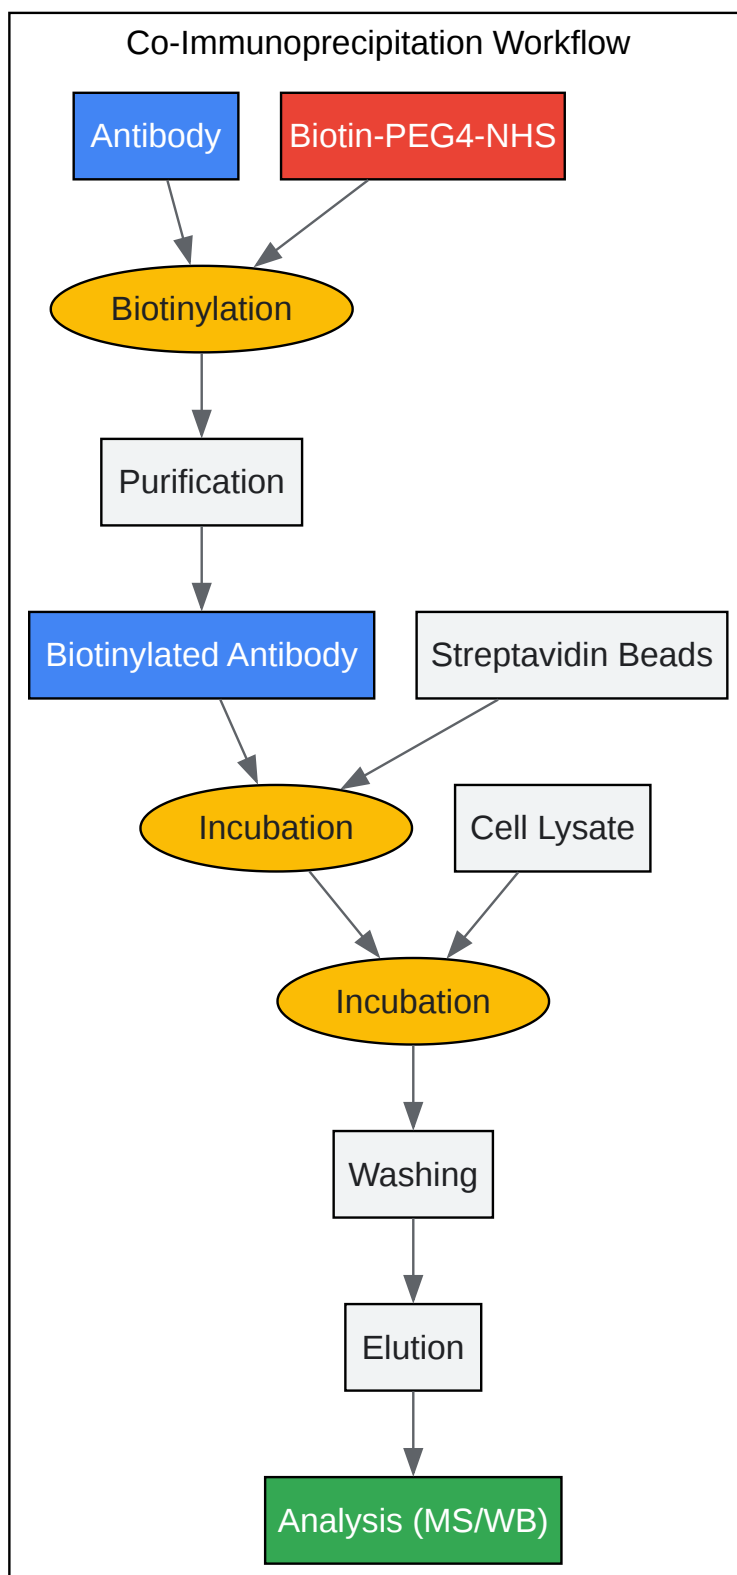 Co-Immunoprecipitation Workflow
Antibody
Biotin-PEG4-NHS
Biotinylation
Purification
Biotinylated Antibody
Streptavidin Beads
Incubation
Cell Lysate
Incubation
Washing
Elution
Analysis (MS/WB)